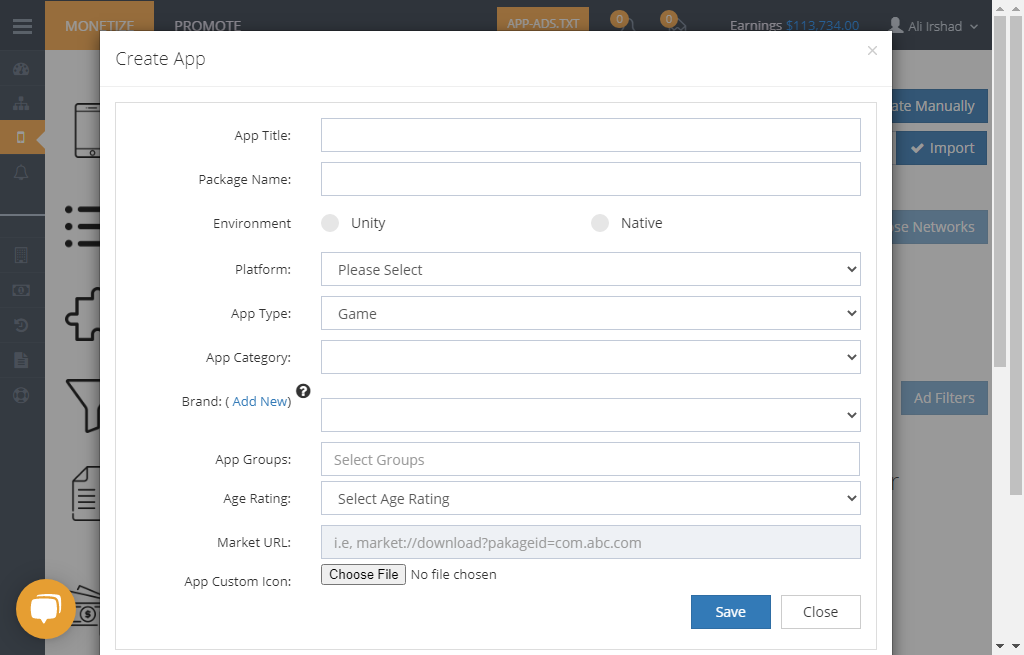 MONETIZE
PROMOTE
APP-ADS.TXT
0
0
Earnings $113,734.00
Ali Irshad
Create App
×
ate Manually
Import
se Networks
Ad Filters
App Title:
Package Name:
Environment
Unity
Native
Platform:
Please Select
App Type:
Game
App Category:
Brand: ( Add New)
?
App Groups:
Select Groups
Age Rating:
Select Age Rating
Market URL:
i.e, market://download?pakageid=com.abc.com
App Custom Icon:
Choose File No file chosen
Save
Close